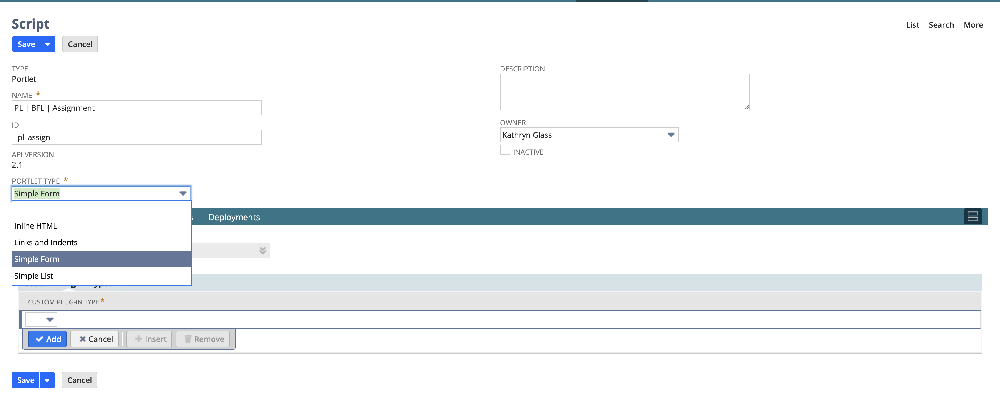 Script
List Search More
Save Cancel
TYPE
Portlet
DESCRIPTION
NAME *
PL | BFL | Assignment
ID
_pl_assign
OWNER
Kathryn Glass
INACTIVE
API VERSION
2.1
PORTLET TYPE *
Simple Form
Inline HTML
Links and Indents
Simple Form
Simple List
Deployments
CUSTOM PLUG-IN TYPE *
Add Cancel Insert Remove
Save Cancel